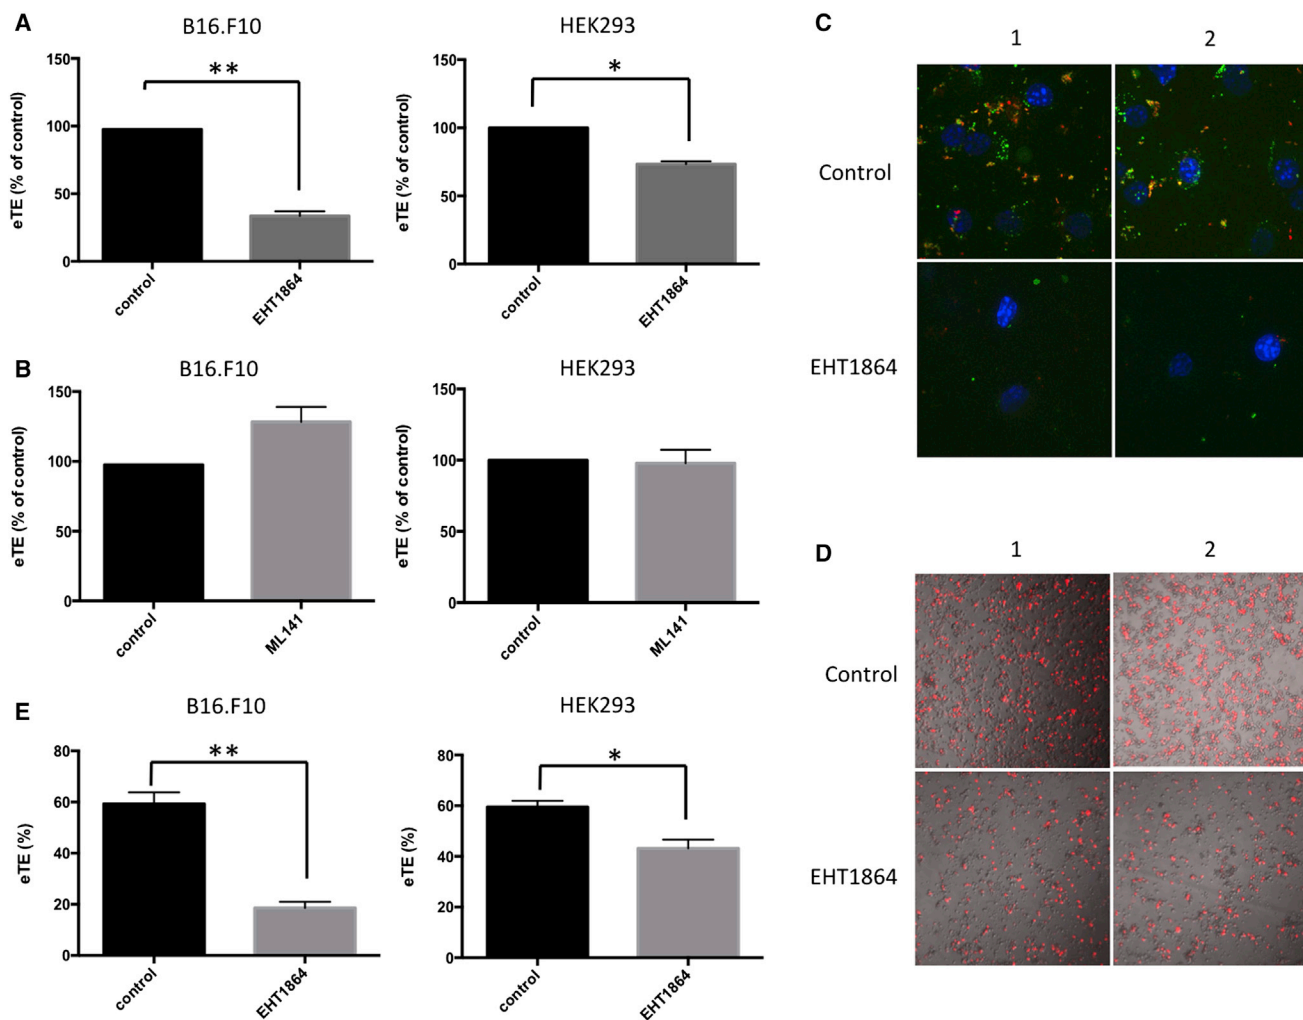 A
B16.F10
eTE (% of control)
150
100
50
0
**
control
EHT1864
HEK293
eTE (% of control)
150
100
50
0
*
control
EHT1864
B
B16.F10
eTE (% of control)
150
100
50
0
control
ML141
HEK293
eTE (% of control)
150
100
50
0
control
ML141
E
B16.F10
eTE (%)
80
60
40
20
0
**
control
EHT1864
HEK293
eTE (%)
80
60
40
20
0
*
control
EHT1864
C
1
2
Control
EHT1864
D
1
2
Control
EHT1864